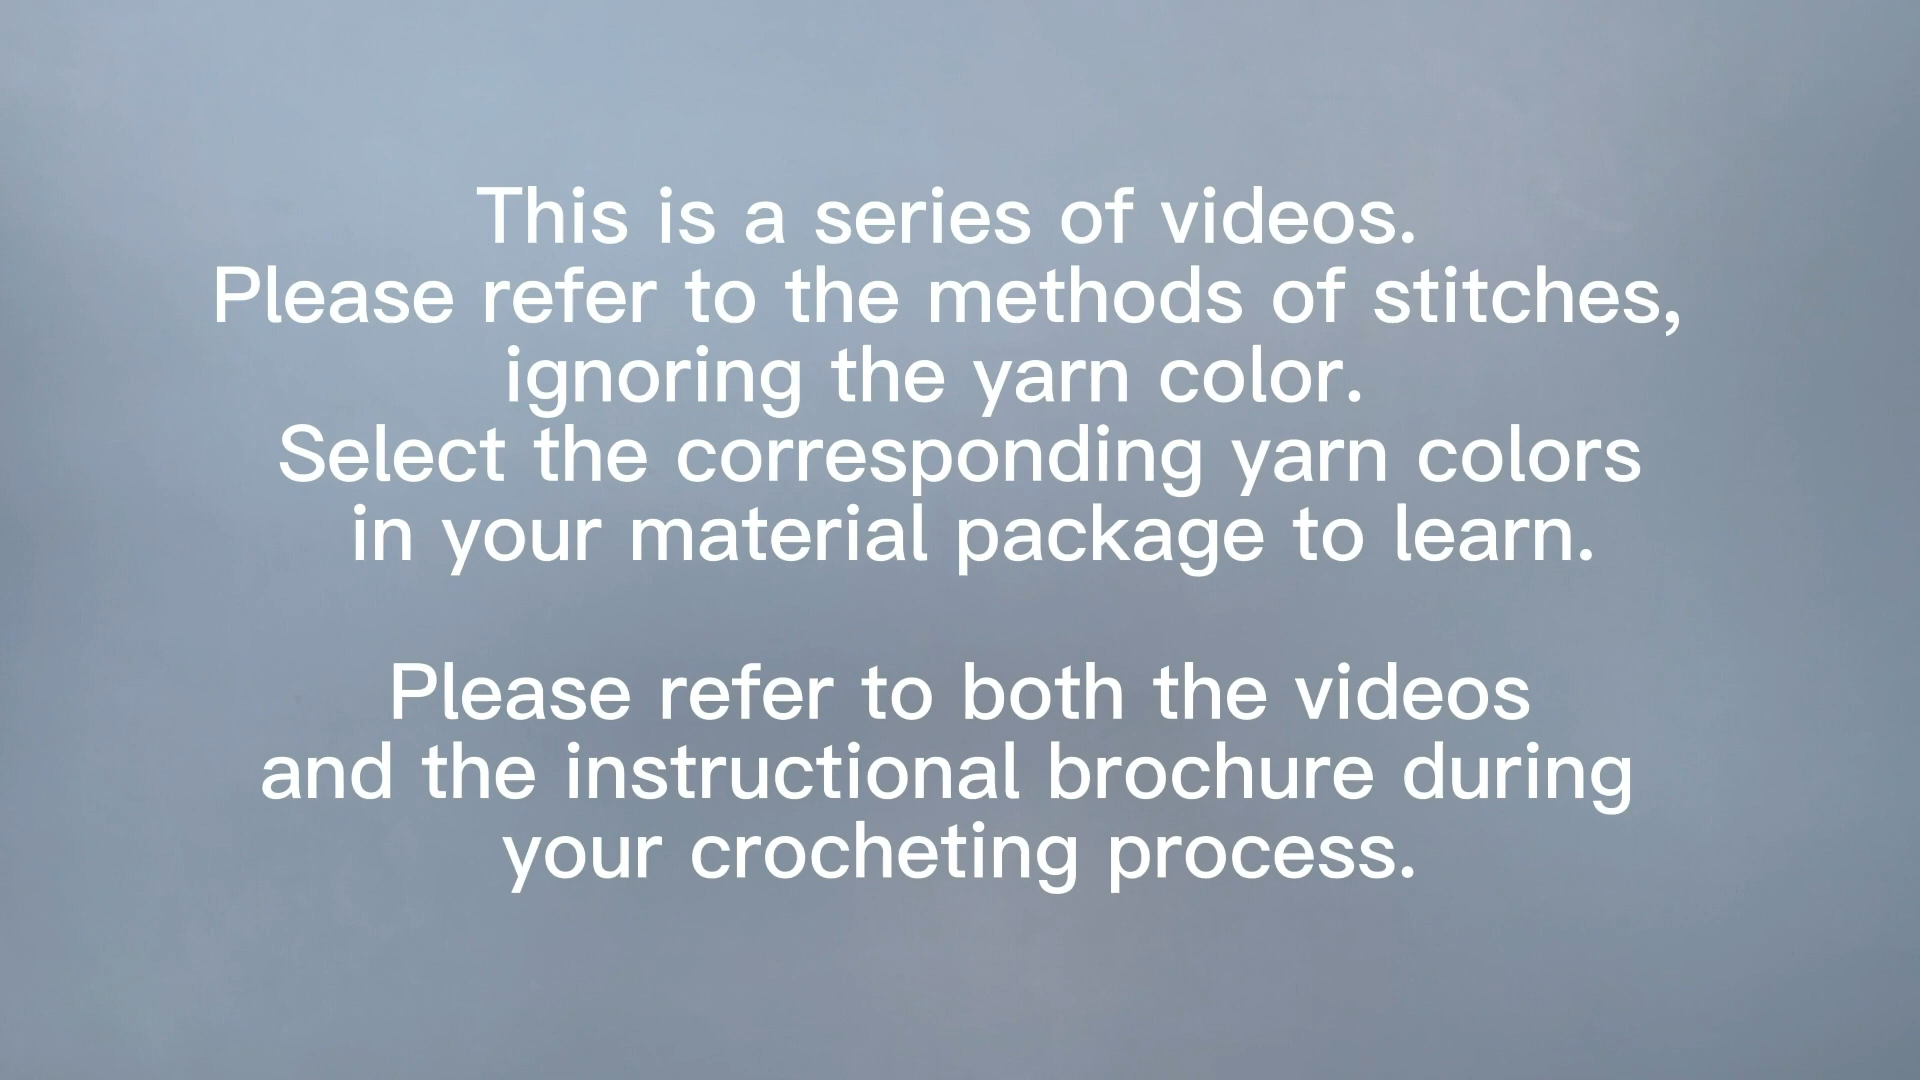 This is a series of videos.
Please refer to the methods of stitches,
ignoring the yarn color.
Select the corresponding yarn colors
in your material package to learn.
Please refer to both the videos
and the instructional brochure during
your crocheting process.